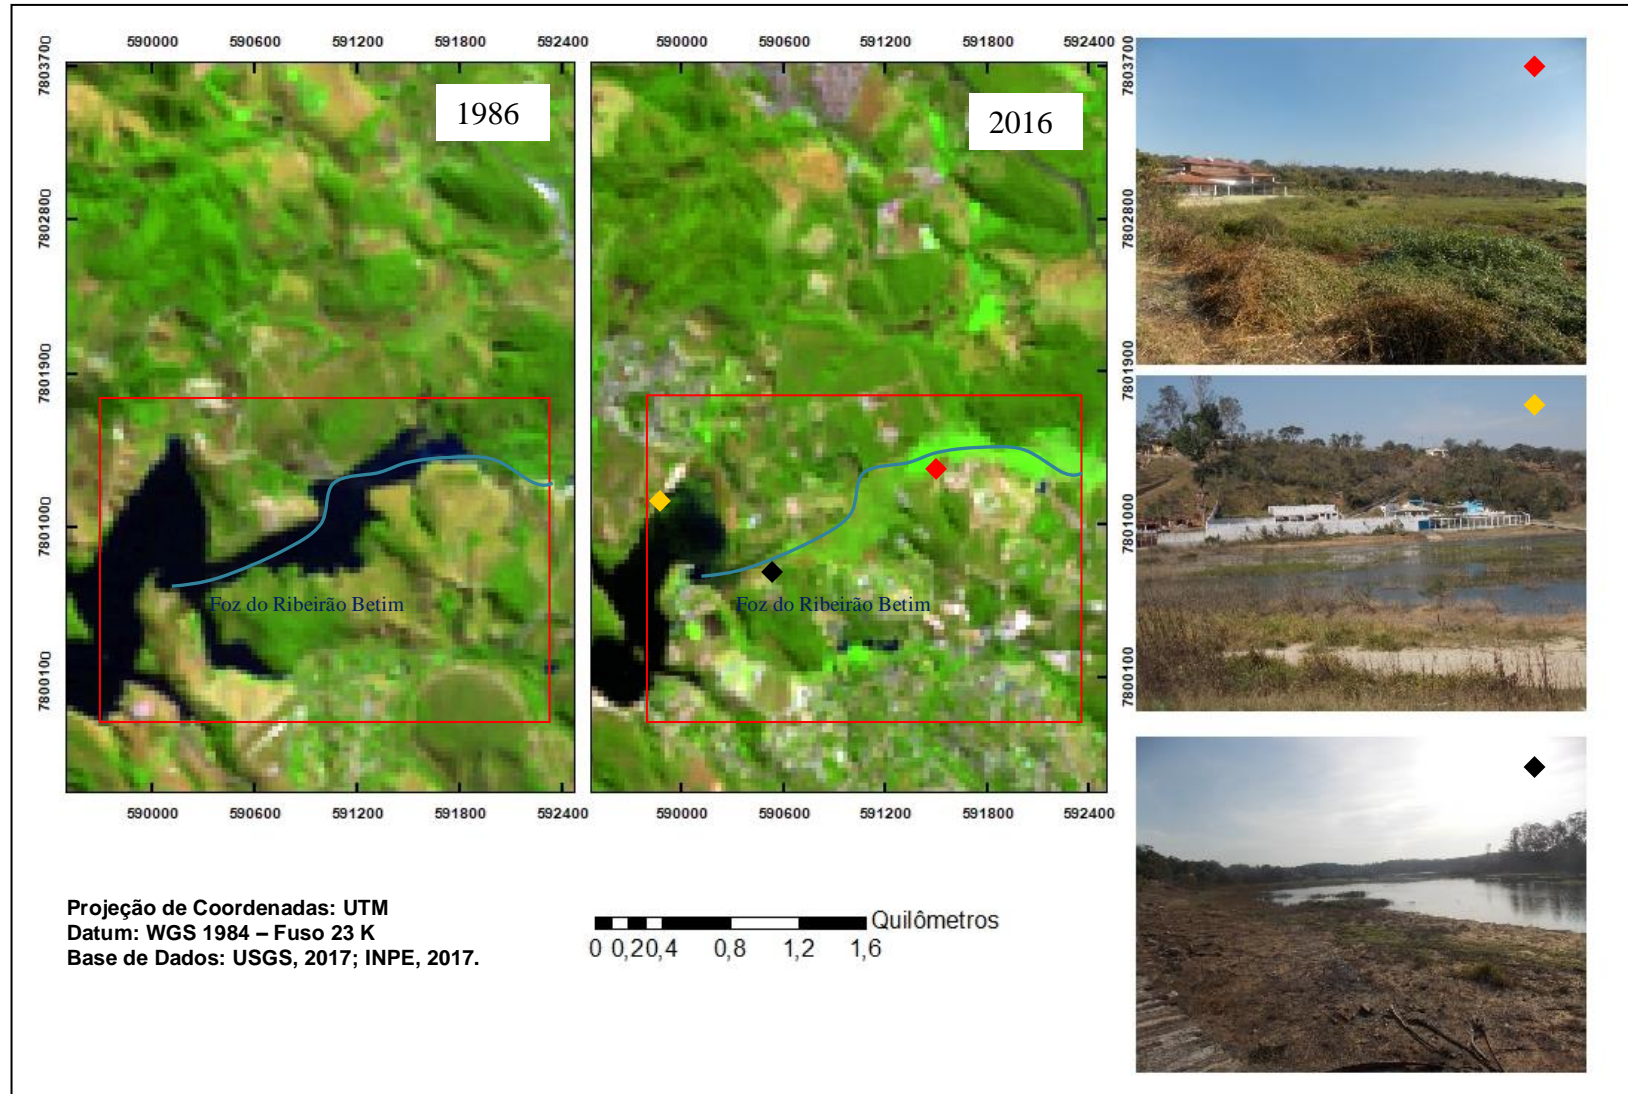 590000 590600 591200 591800 592400
590000 590600 591200 591800 592400
7803700
7802800
7801900
7801000
7800100
7803700
7802800
7801900
7801000
7800100
1986
2016
Foz do Ribeirão Betim
Foz do Ribeirão Betim
590000 590600 591200 591800 592400
590000 590600 591200 591800 592400
Projeção de Coordenadas: UTM
Datum: WGS 1984 – Fuso 23 K
Base de Dados: USGS, 2017; INPE, 2017.
Quilômetros
0 0,20,4 0,8 1,2 1,6